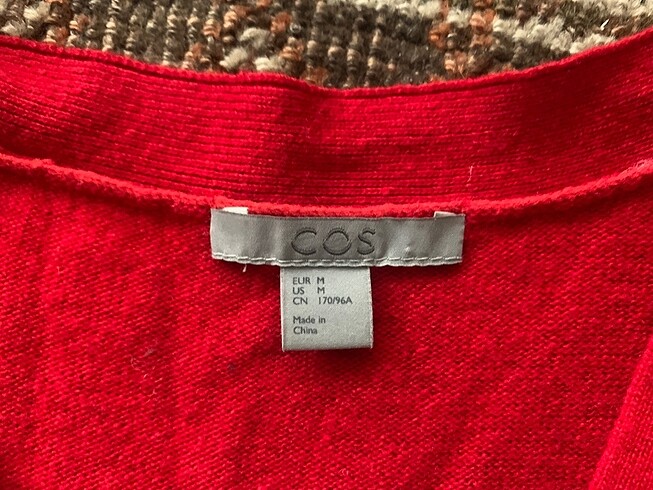 COS
EUR M
US M
CN 170/96A
Made in
China